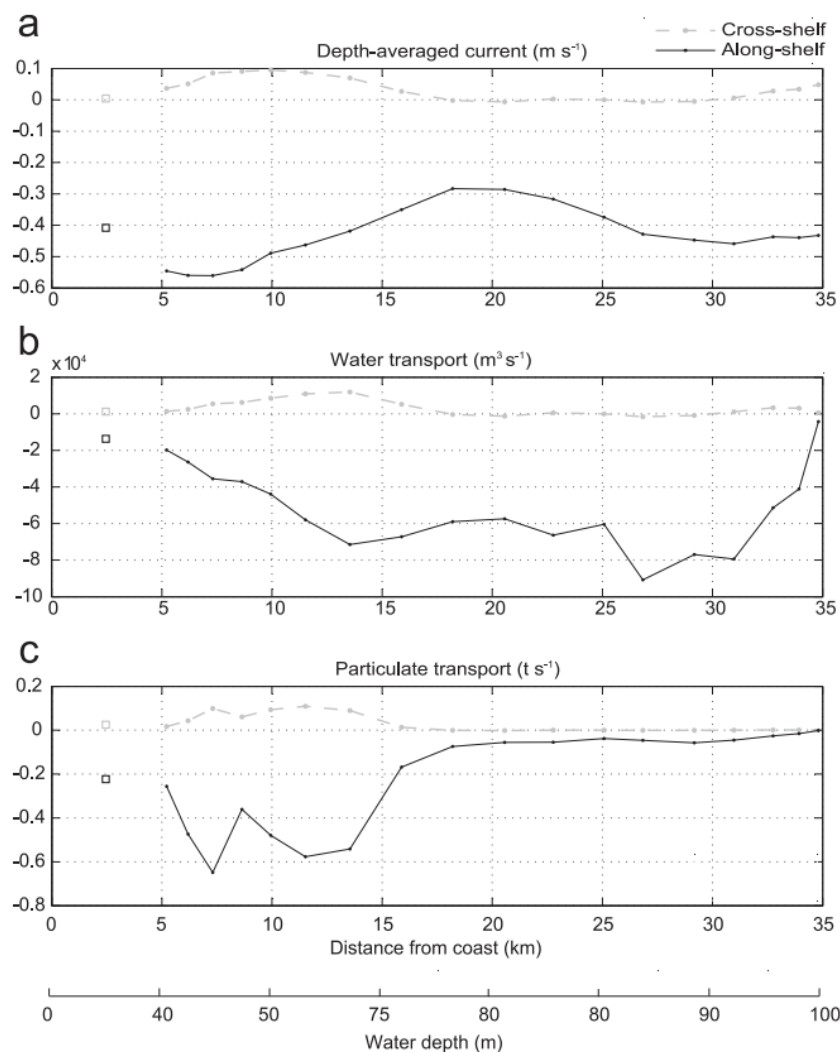 a
Cross-shelf
Along-shelf
Depth-averaged current (m s⁻¹)
0.1
0
-0.1
-0.2
-0.3
-0.4
-0.5
-0.6
0 5 10 15 20 25 30 35
b
x 10⁴
Water transport (m³ s⁻¹)
2
0
-2
-4
-6
-8
-10
0 5 10 15 20 25 30 35
c
Particulate transport (t s⁻¹)
0.2
0
-0.2
-0.4
-0.6
-0.8
0 5 10 15 20 25 30 35
Distance from coast (km)
0 40 50 75 80 80 90 100
Water depth (m)